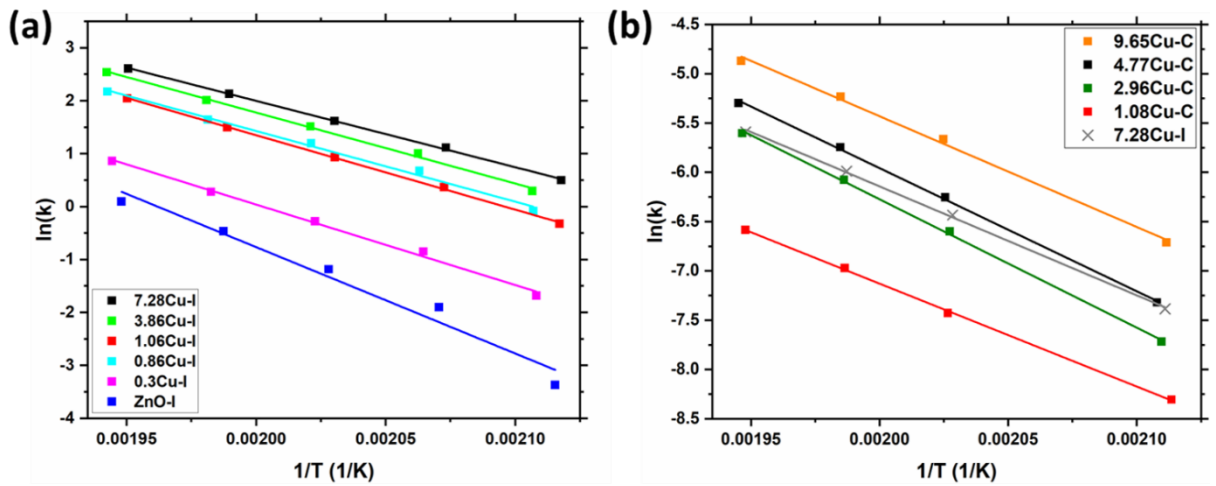 (a)
ln(k)
3
2
1
0
-1
-2
-3
-4
7.28Cu-I
3.86Cu-I
1.06Cu-I
0.86Cu-I
0.3Cu-I
ZnO-I
0.00195 0.00200 0.00205 0.00210
1/T (1/K)
(b)
ln(k)
-4.5
-5.0
-5.5
-6.0
-6.5
-7.0
-7.5
-8.0
-8.5
9.65Cu-C
4.77Cu-C
2.96Cu-C
1.08Cu-C
7.28Cu-I
0.00195 0.00200 0.00205 0.00210
1/T (1/K)